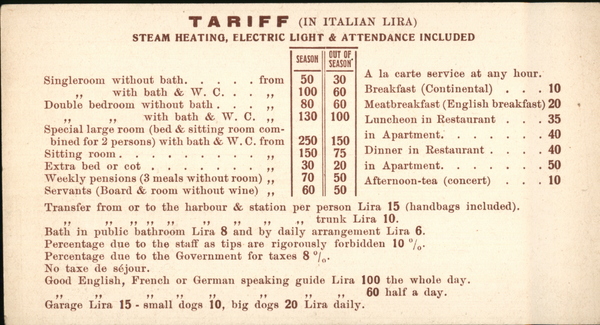 TARIFF (IN ITALIAN LIRA)
STEAM HEATING, ELECTRIC LIGHT & ATTENDANCE INCLUDED
SEASON OUT OF SEASON
Singleroom without bath. . . . . from 50 30
„ with bath & W. C. . . „ 100 60
Double bedroom without bath . . . „ 80 60
„ „ with bath & W. C. „ 130 100
Special large room (bed & sitting room com-
bined for 2 persons) with bath & W.C. from 250 150
Sitting room . . . . . . . . . „ 150 75
Extra bed or cot . . . . . . . „ 30 20
Weekly pensions (3 meals without room) „ 70 50
Servants (Board & room without wine) „ 60 50
A la carte service at any hour.
Breakfast (Continental) . . . 10
Meatbreakfast (English breakfast) 20
Luncheon in Restaurant . . . 35
in Apartment. . . . . . . 40
Dinner in Restaurant . . . . 40
in Apartment. . . . . . . 50
Afternoon-tea (concert) . . . . 10
Transfer from or to the harbour & station per person Lira 15 (handbags included).
„ „ „ „ „ „ „ „ „ trunk Lira 10.
Bath in public bathroom Lira 8 and by daily arrangement Lira 6.
Percentage due to the staff as tips are rigorously forbidden 10 %.
Percentage due to the Government for taxes 8 %.
No taxe de séjour.
Good English, French or German speaking guide Lira 100 the whole day.
„ „ „ „ „ „ „ „ 60 half a day.
Garage Lira 15 - small dogs 10, big dogs 20 Lira daily.